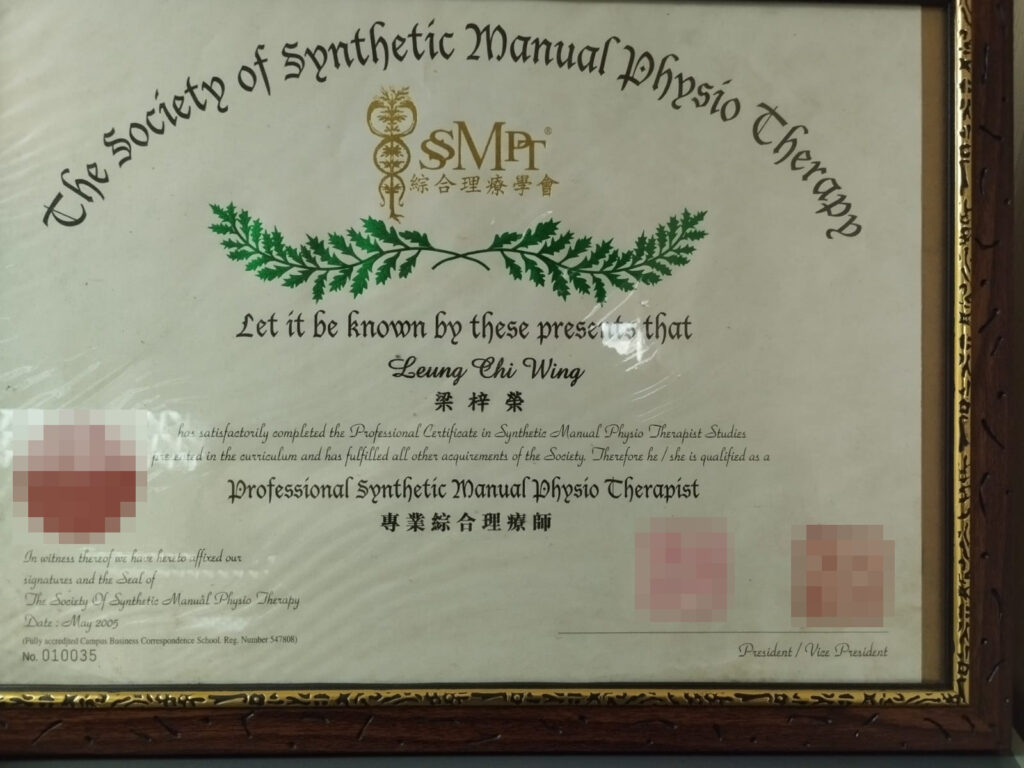 The Society of Synthetic Manual Physio Therapy
SSMPT®
綜合理療學會
Let it be known by these presents that
Leung Chi Wing
梁梓榮
has satisfactorily completed the Professional Certificate in Synthetic Manual Physio Therapist Studies
presented in the curriculum and has fulfilled all other acquirements of the Society. Therefore he / she is qualified as a
Professional Synthetic Manual Physio Therapist
專業綜合理療師
In witness thereof we have hereto affixed our
signatures and the Seal of
The Society Of Synthetic Manual Physio Therapy
Date : May 2005
(Fully accredited Campus Business Correspondence School. Reg. Number 547808)
No. 010035
President / Vice President